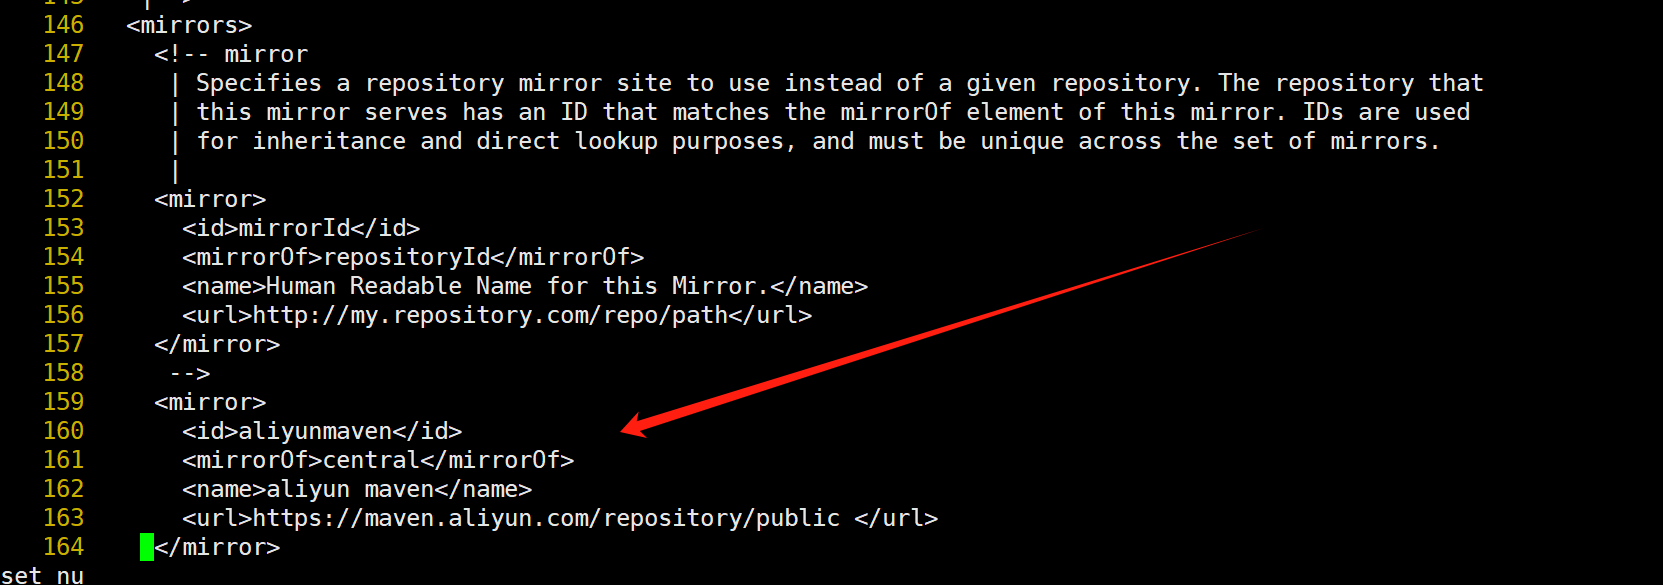 146   <mirrors>
147     <!-- mirror
148      | Specifies a repository mirror site to use instead of a given repository. The repository that
149      | this mirror serves has an ID that matches the mirrorOf element of this mirror. IDs are used
150      | for inheritance and direct lookup purposes, and must be unique across the set of mirrors.
151      |
152     <mirror>
153       <id>mirrorId</id>
154       <mirrorOf>repositoryId</mirrorOf>
155       <name>Human Readable Name for this Mirror.</name>
156       <url>http://my.repository.com/repo/path</url>
157     </mirror>
158      -->
159     <mirror>
160       <id>aliyunmaven</id>
161       <mirrorOf>central</mirrorOf>
162       <name>aliyun maven</name>
163       <url>https://maven.aliyun.com/repository/public </url>
164     </mirror>
set nu